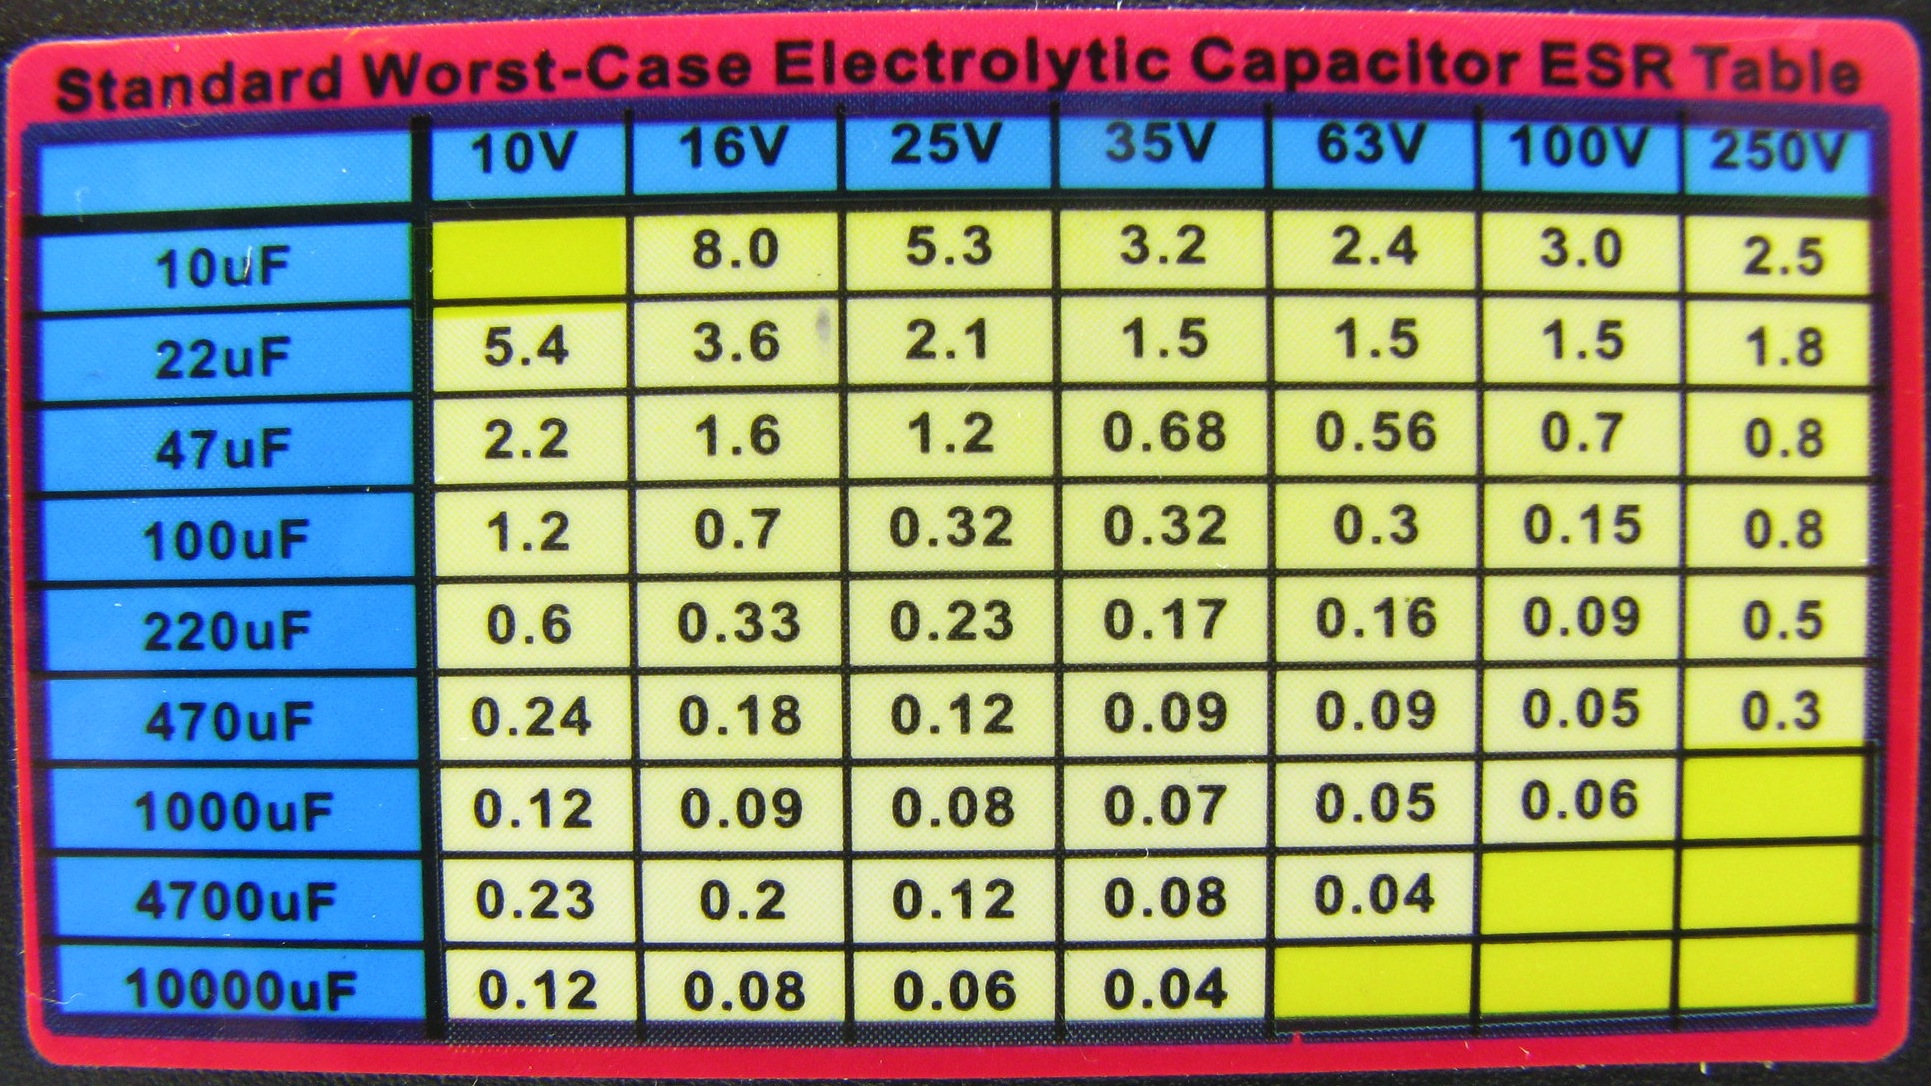 Standard Worst-Case Electrolytic Capacitor ESR Table
10V 16V 25V 35V 63V 100V 250V
10uF 8.0 5.3 3.2 2.4 3.0 2.5
22uF 5.4 3.6 2.1 1.5 1.5 1.5 1.8
47uF 2.2 1.6 1.2 0.68 0.56 0.7 0.8
100uF 1.2 0.7 0.32 0.32 0.3 0.15 0.8
220uF 0.6 0.33 0.23 0.17 0.16 0.09 0.5
470uF 0.24 0.18 0.12 0.09 0.09 0.05 0.3
1000uF 0.12 0.09 0.08 0.07 0.05 0.06
4700uF 0.23 0.2 0.12 0.08 0.04
10000uF 0.12 0.08 0.06 0.04